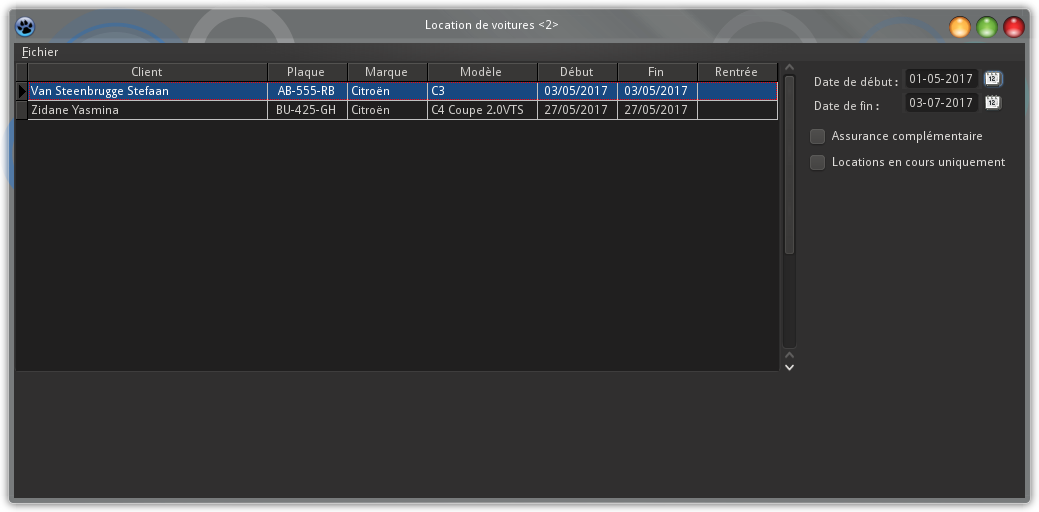 Location de voitures <2>
Fichier
Client Plaque Marque Modèle Début Fin Rentrée
Van Steenbrugge Stefaan AB-555-RB Citroën C3 03/05/2017 03/05/2017
Zidane Yasmina BU-425-GH Citroën C4 Coupe 2.0VTS 27/05/2017 27/05/2017
Date de début : 01-05-2017 12
Date de fin : 03-07-2017 12
Assurance complémentaire
Locations en cours uniquement